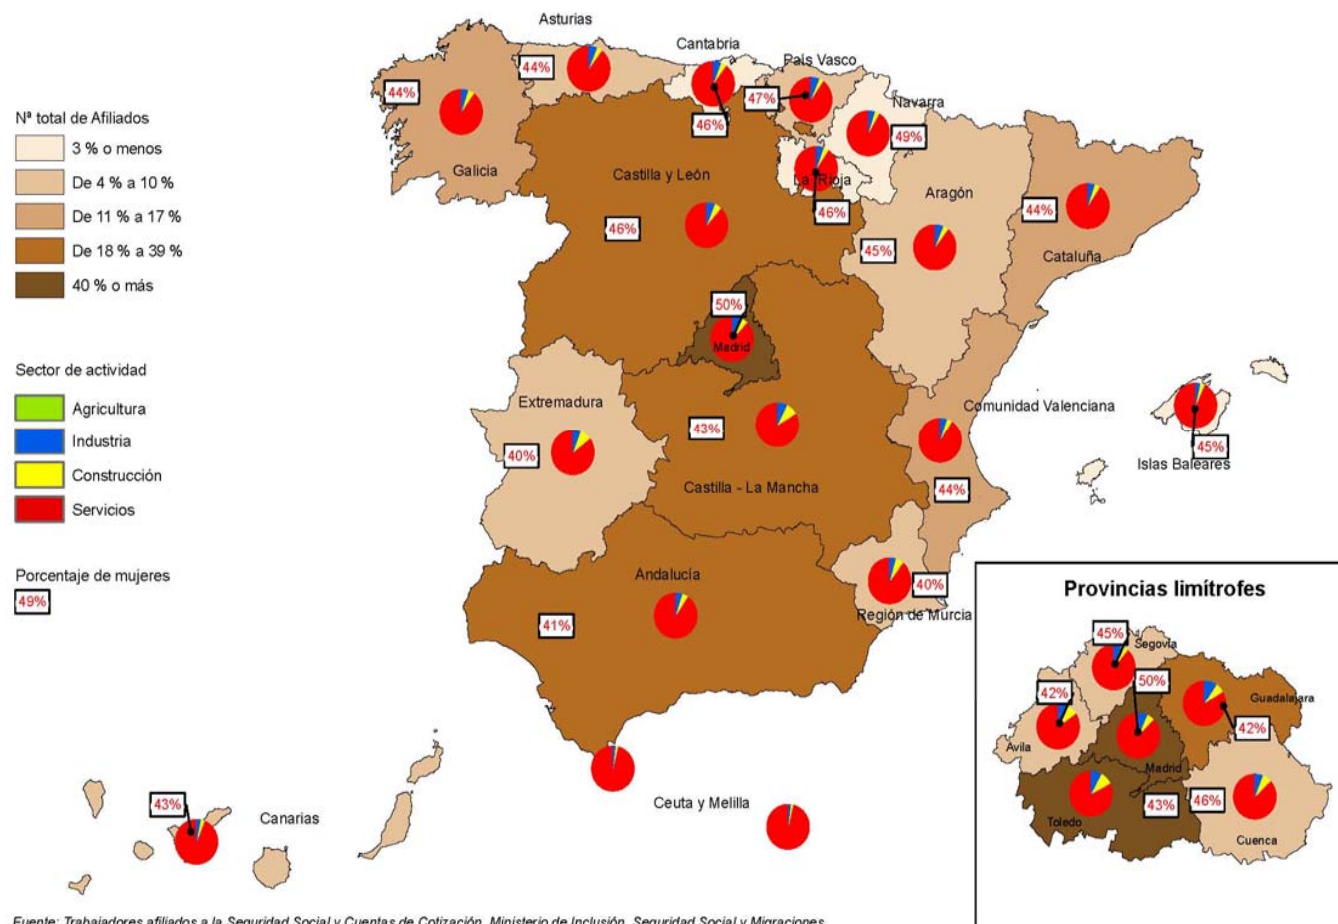 Nª total de Afiliados
3 % o menos
De 4 % a 10 %
De 11 % a 17 %
De 18 % a 39 %
40 % o más
Sector de actividad
Agricultura
Industria
Construcción
Servicios
Porcentaje de mujeres
49%
Asturias
44%
Cantabria
46%
País Vasco
47%
Navarra
49%
44%
Galicia
Castilla y León
46%
La Rioja
46%
Aragón
45%
44%
Cataluña
50%
Madrid
Extremadura
40%
43%
Castilla - La Mancha
Comunidad Valenciana
44%
45%
Islas Baleares
Andalucía
41%
40%
Región de Murcia
Ceuta y Melilla
43%
Canarias
Provincias limítrofes
45%
Segovia
50%
42%
Avila
Guadalajara
42%
Madrid
43%
Toledo
46%
Cuenca
Fuente: Trabajadores afiliados a la Seguridad Social y Cuentas de Cotización. Ministerio de Inclusión, Seguridad Social y Migraciones